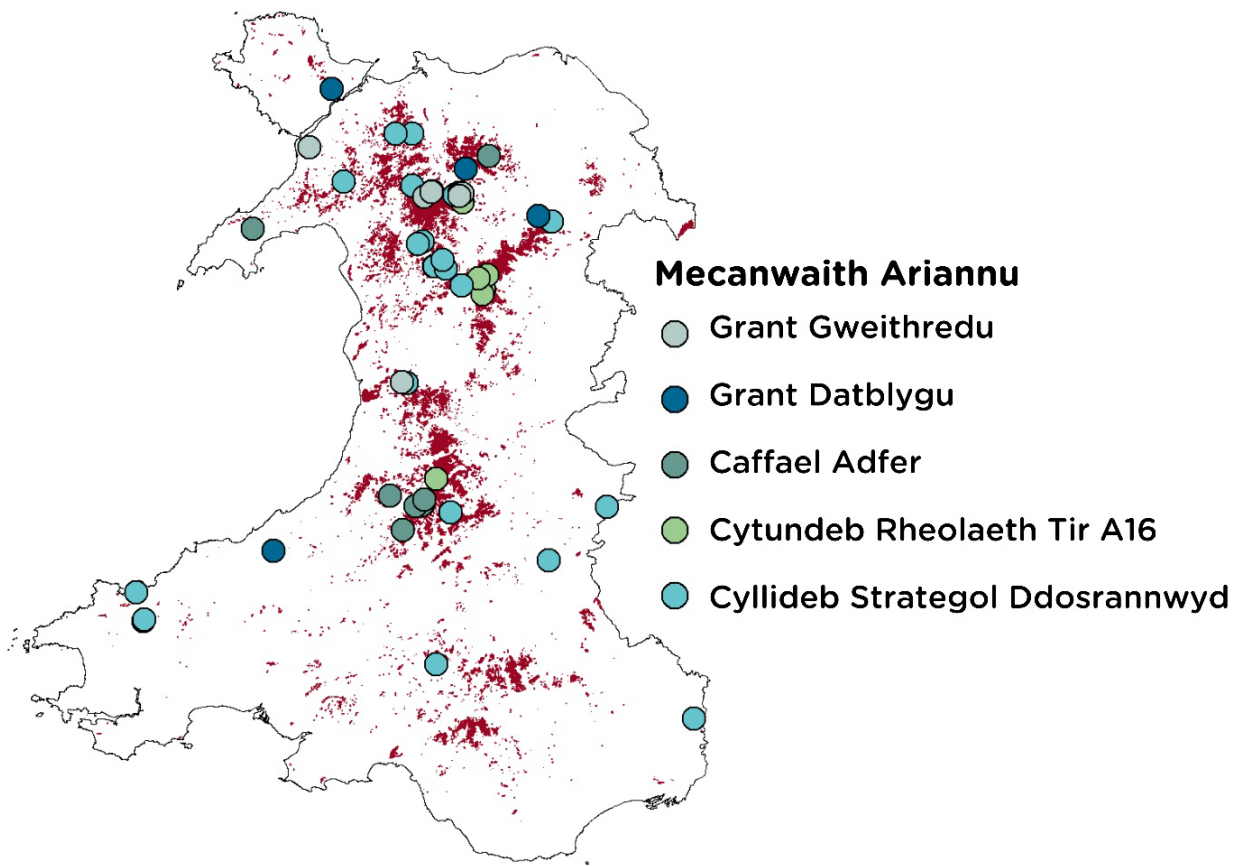 Mecanwaith Ariannu
Grant Gweithredu
Grant Datblygu
Caffael Adfer
Cytundeb Rheolaeth Tir A16
Cyllideb Strategol Ddosrannwyd